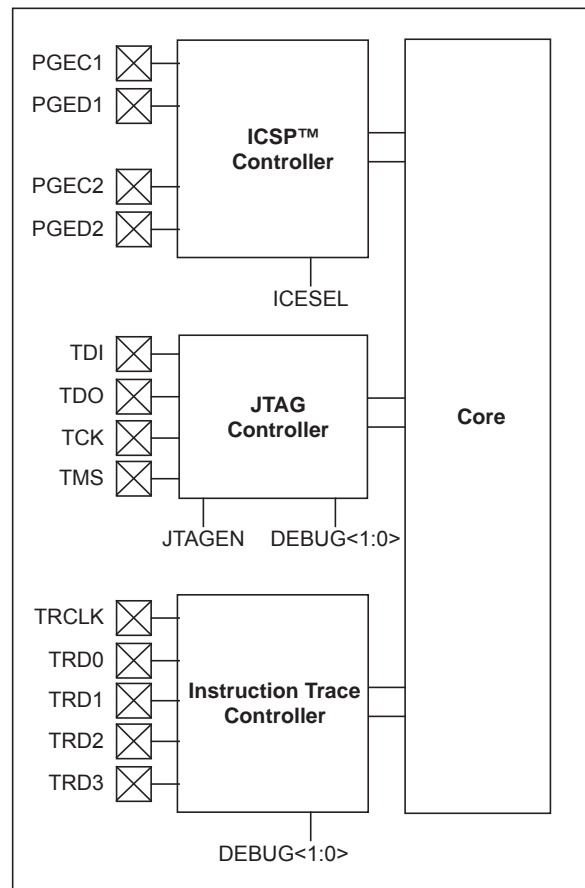 PGEC1
PGED1
PGEC2
PGED2
ICSP™
Controller
ICESEL
TDI
TDO
TCK
TMS
JTAG
Controller
JTAGEN DEBUG<1:0>
Core
TRCLK
TRD0
TRD1
TRD2
TRD3
Instruction Trace
Controller
DEBUG<1:0>